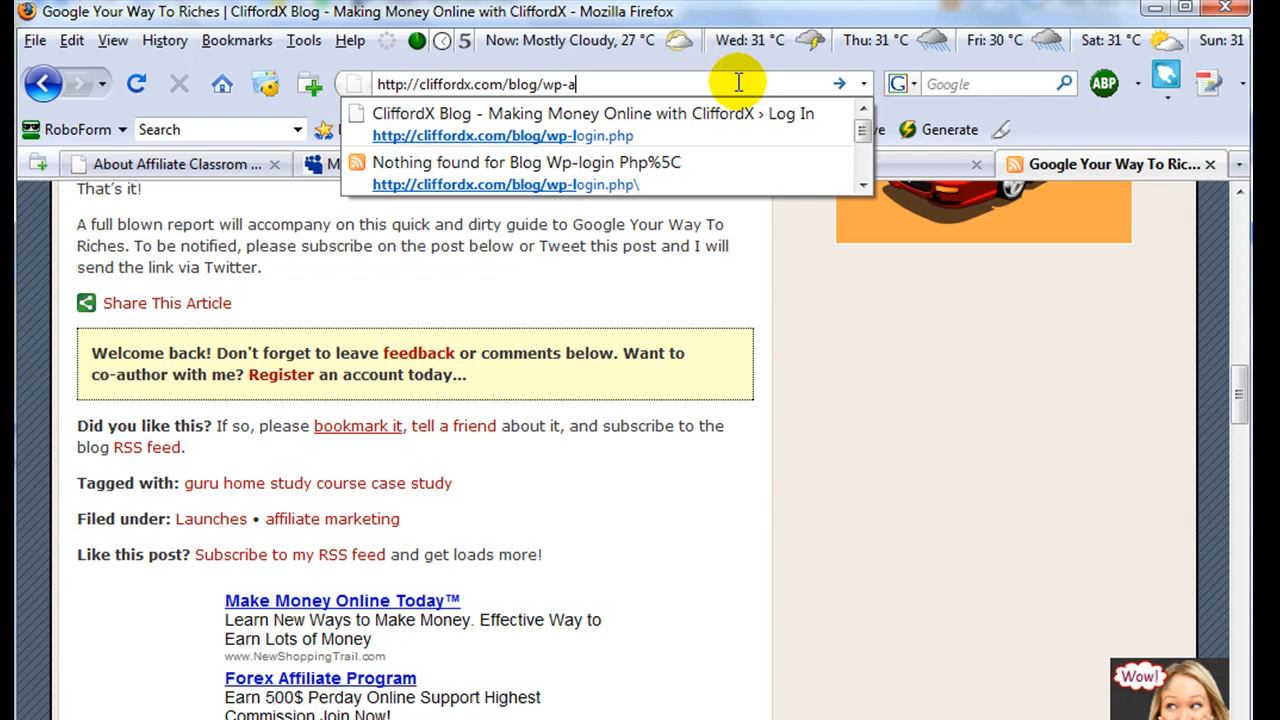 Google Your Way To Riches | CliffordX Blog - Making Money Online with CliffordX - Mozilla Firefox
File Edit View History Bookmarks Tools Help 5 Now: Mostly Cloudy, 27 °C Wed: 31 °C Thu: 31 °C Fri: 30 °C Sat: 31 °C Sun: 31
http://cliffordx.com/blog/wp-a G Google ABP
CliffordX Blog - Making Money Online with CliffordX › Log In
http://cliffordx.com/blog/wp-login.php
RoboForm Search Generate
Nothing found for Blog Wp-login Php%5C
http://cliffordx.com/blog/wp-login.php\
About Affiliate Classrom ... Google Your Way To Ric...
That's it!
A full blown report will accompany on this quick and dirty guide to Google Your Way To
Riches. To be notified, please subscribe on the post below or Tweet this post and I will
send the link via Twitter.
Share This Article
Welcome back! Don't forget to leave feedback or comments below. Want to
co-author with me? Register an account today...
Did you like this? If so, please bookmark it, tell a friend about it, and subscribe to the
blog RSS feed.
Tagged with: guru home study course case study
Filed under: Launches • affiliate marketing
Like this post? Subscribe to my RSS feed and get loads more!
Make Money Online Today™
Learn New Ways to Make Money. Effective Way to
Earn Lots of Money
www.NewShoppingTrail.com
Forex Affiliate Program
Earn 500$ Perday Online Support Highest
Commission Join Now!
Wow!